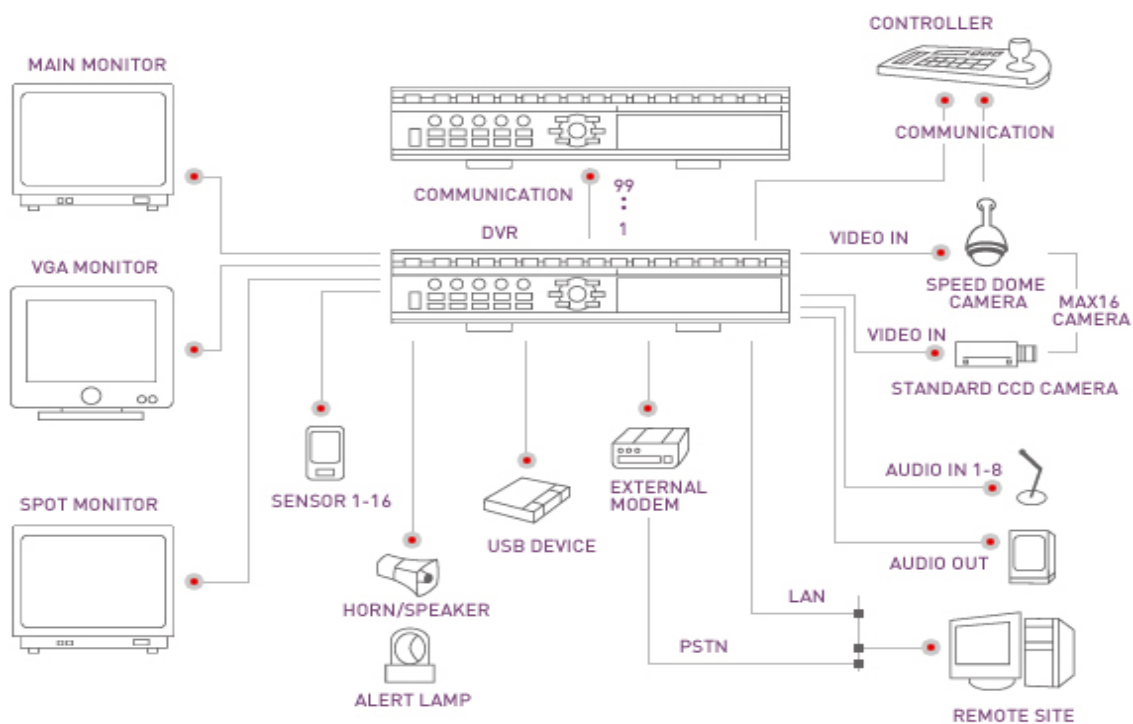 CONTROLLER
MAIN MONITOR
COMMUNICATION
COMMUNICATION
99
1
DVR
VIDEO IN
VGA MONITOR
SPEED DOME
CAMERA
MAX16
CAMERA
VIDEO IN
STANDARD CCD CAMERA
SPOT MONITOR
SENSOR 1-16
EXTERNAL
MODEM
AUDIO IN 1-8
USB DEVICE
AUDIO OUT
HORN/SPEAKER
LAN
PSTN
ALERT LAMP
REMOTE SITE